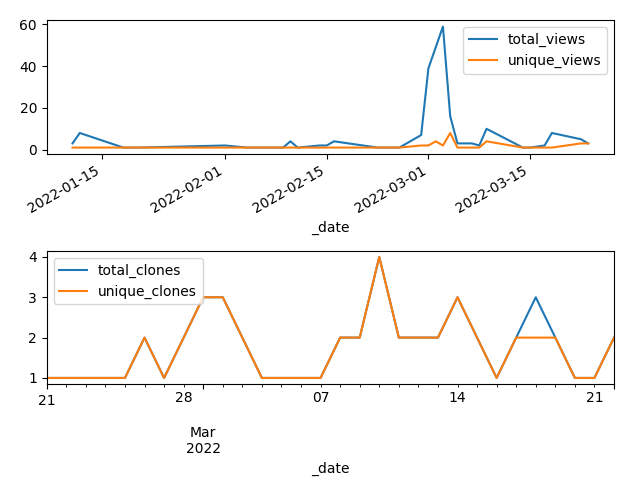 60
40
20
0
total_views
unique_views
2022-01-15
2022-02-01
2022-02-15
2022-03-01
2022-03-15
_date
4
3
2
1
total_clones
unique_clones
21
28
07
14
21
Mar
2022
_date